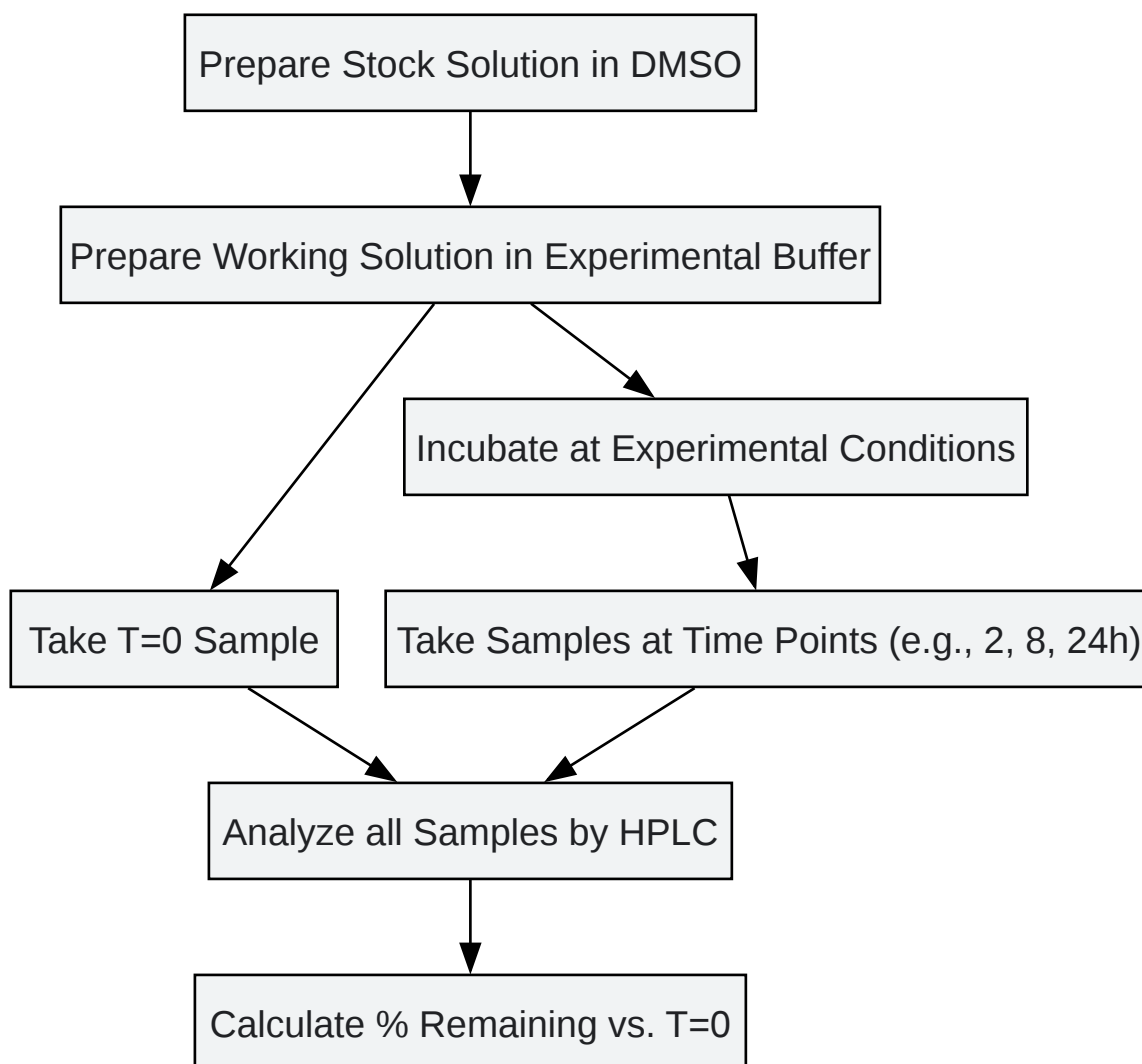 Prepare Stock Solution in DMSO
Prepare Working Solution in Experimental Buffer
Incubate at Experimental Conditions
Take T=0 Sample
Take Samples at Time Points (e.g., 2, 8, 24h)
Analyze all Samples by HPLC
Calculate % Remaining vs. T=0